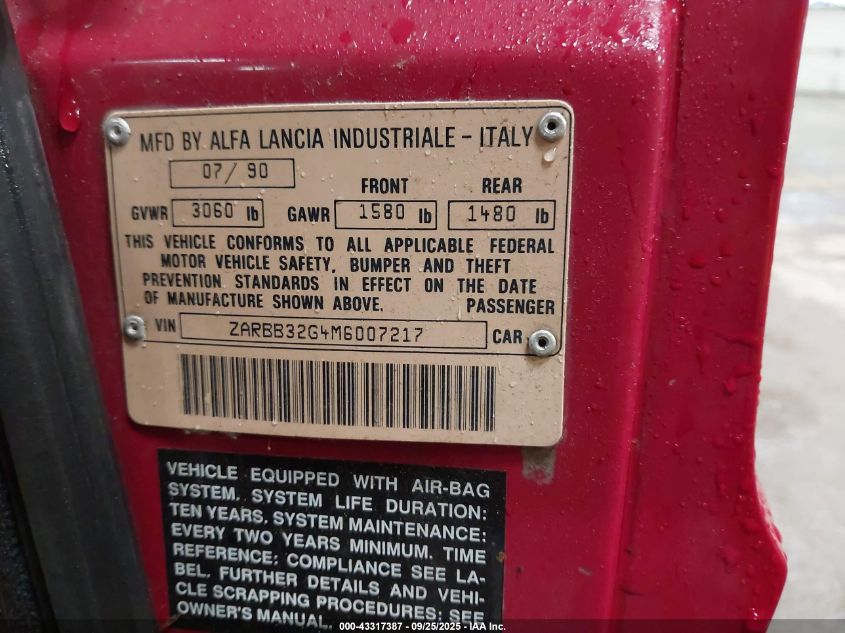 MFD BY ALFA LANCIA INDUSTRIALE - ITALY
07/90
FRONT REAR
GVWR 3060 lb GAWR 1580 lb 1480 lb
THIS VEHICLE CONFORMS TO ALL APPLICABLE FEDERAL
MOTOR VEHICLE SAFETY, BUMPER AND THEFT
PREVENTION STANDARDS IN EFFECT ON THE DATE
OF MANUFACTURE SHOWN ABOVE. PASSENGER
VIN ZARBB32G4M6007217 CAR
VEHICLE EQUIPPED WITH AIR-BAG
SYSTEM. SYSTEM LIFE DURATION:
TEN YEARS. SYSTEM MAINTENANCE:
EVERY TWO YEARS MINIMUM. TIME
REFERENCE: COMPLIANCE SEE LA-
BEL. FURTHER DETAILS AND VEHI-
CLE SCRAPPING PROCEDURES: SEE
OWNER'S MANUAL.
000-43317387 - 09/25/2025 - IAA Inc.